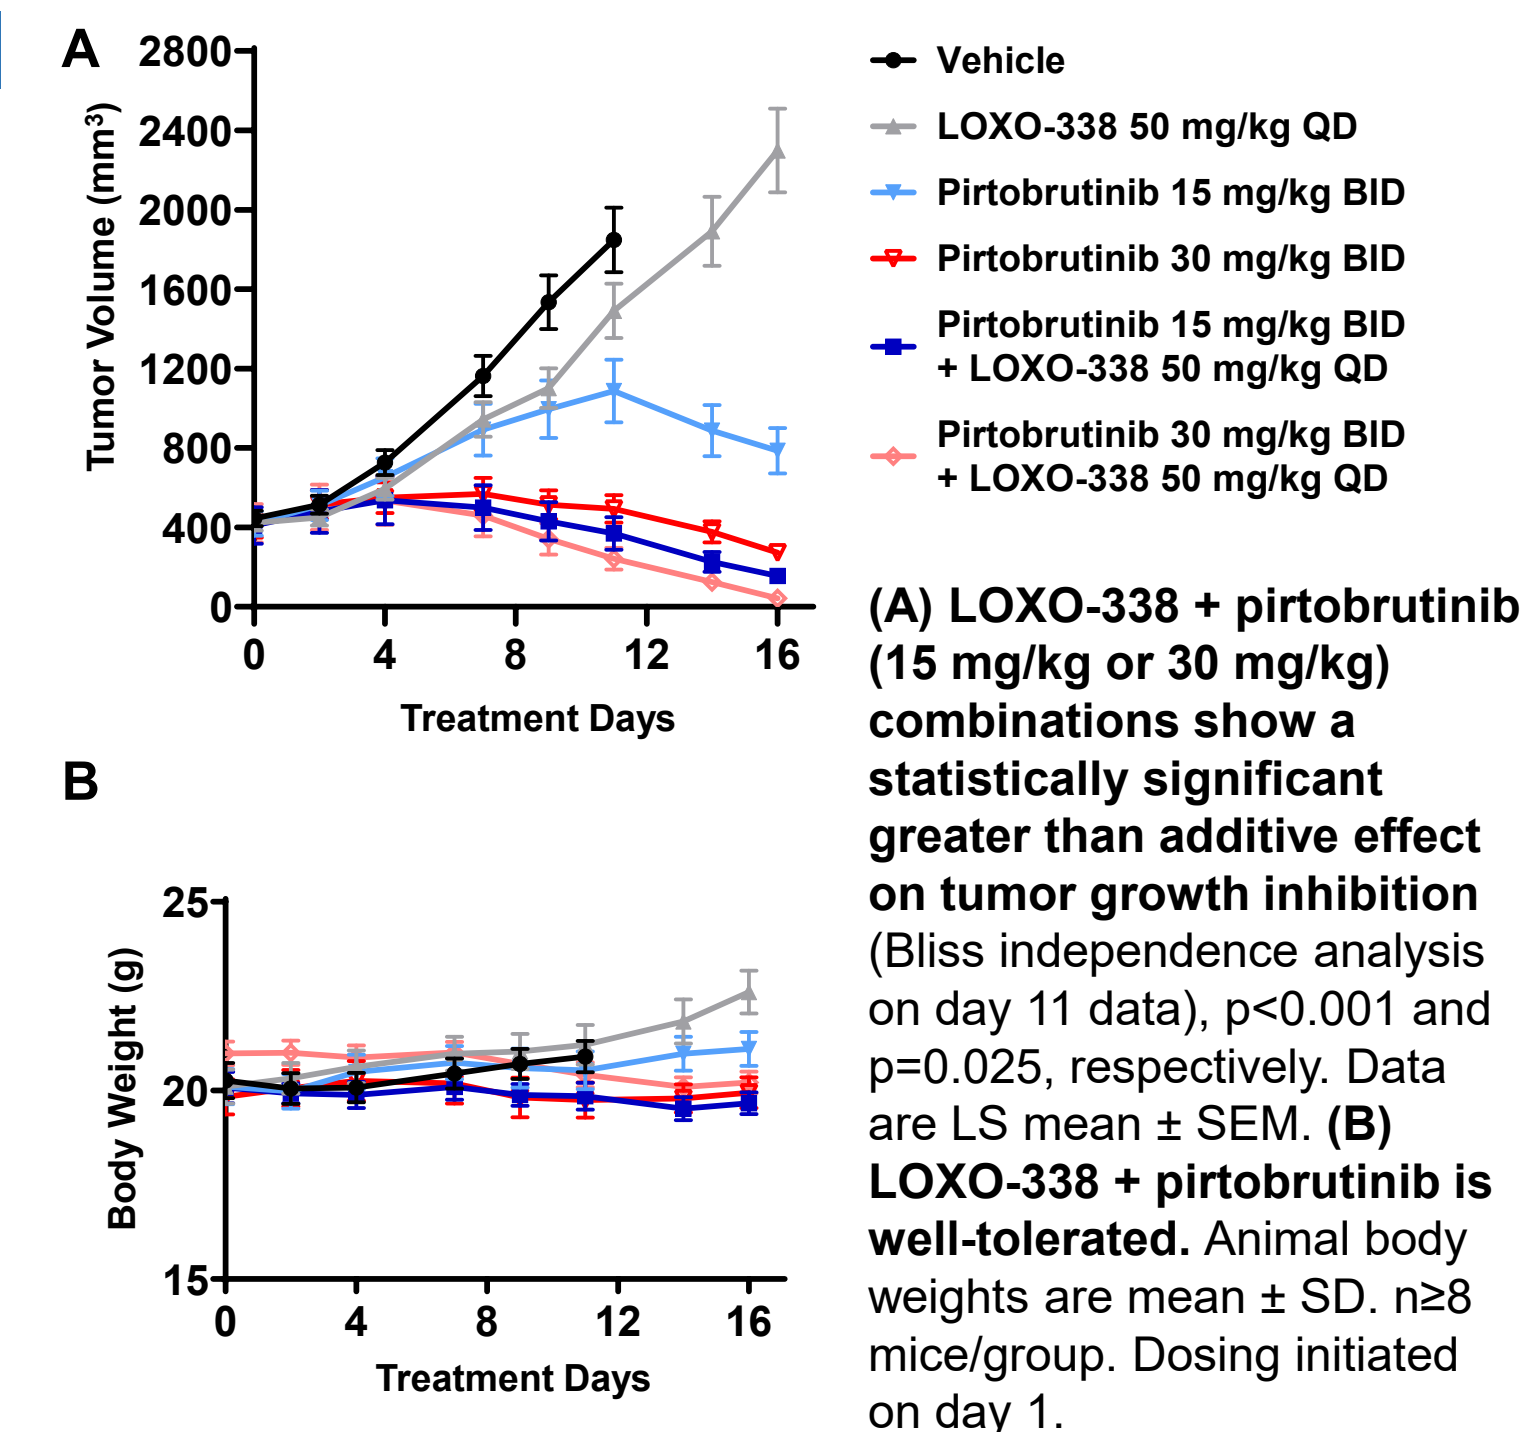 A
2800
2400
2000
1600
1200
800
400
0
Tumor Volume (mm³)
0 4 8 12 16
Treatment Days
Vehicle
LOXO-338 50 mg/kg QD
Pirtobrutinib 15 mg/kg BID
Pirtobrutinib 30 mg/kg BID
Pirtobrutinib 15 mg/kg BID
+ LOXO-338 50 mg/kg QD
Pirtobrutinib 30 mg/kg BID
+ LOXO-338 50 mg/kg QD
B
25
20
15
Body Weight (g)
0 4 8 12 16
Treatment Days
(A) LOXO-338 + pirtobrutinib
(15 mg/kg or 30 mg/kg)
combinations show a
statistically significant
greater than additive effect
on tumor growth inhibition
(Bliss independence analysis
on day 11 data), p<0.001 and
p=0.025, respectively. Data
are LS mean ± SEM. (B)
LOXO-338 + pirtobrutinib is
well-tolerated. Animal body
weights are mean ± SD. n≥8
mice/group. Dosing initiated
on day 1.